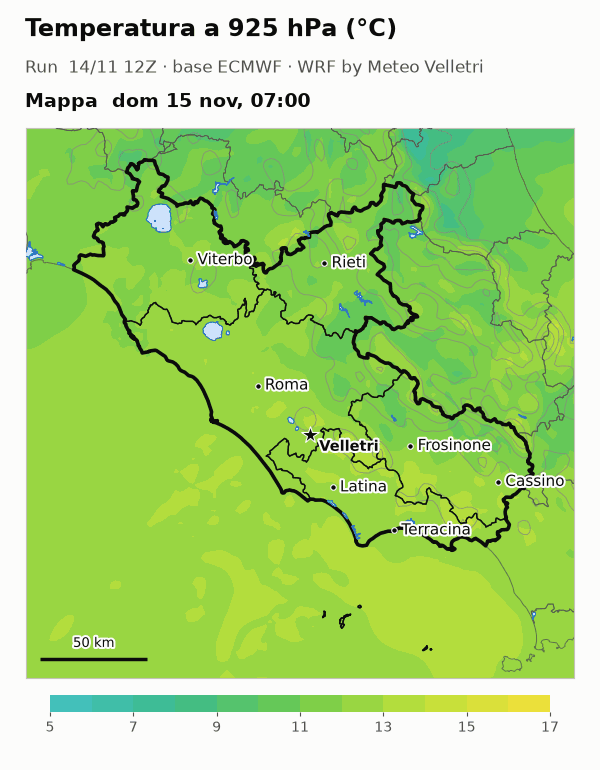 Temperatura a 925 hPa (°C)
Run  14/11 12Z · base ECMWF · WRF by Meteo Velletri
Mappa  dom 15 nov, 07:00
Viterbo
Rieti
Roma
Velletri
Frosinone
Latina
Cassino
Terracina
50 km
5 7 9 11 13 15 17